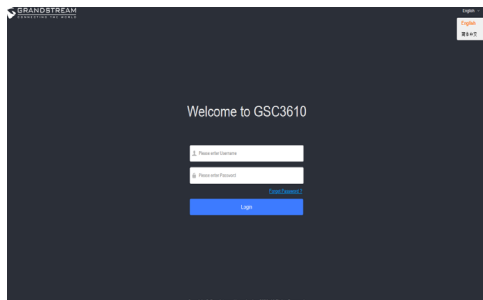 GRANDSTREAM
CONNECTING THE WORLD
English
English
简体中文
Welcome to GSC3610
Please enter Username
Please enter Password
Forgot Password ?
Login